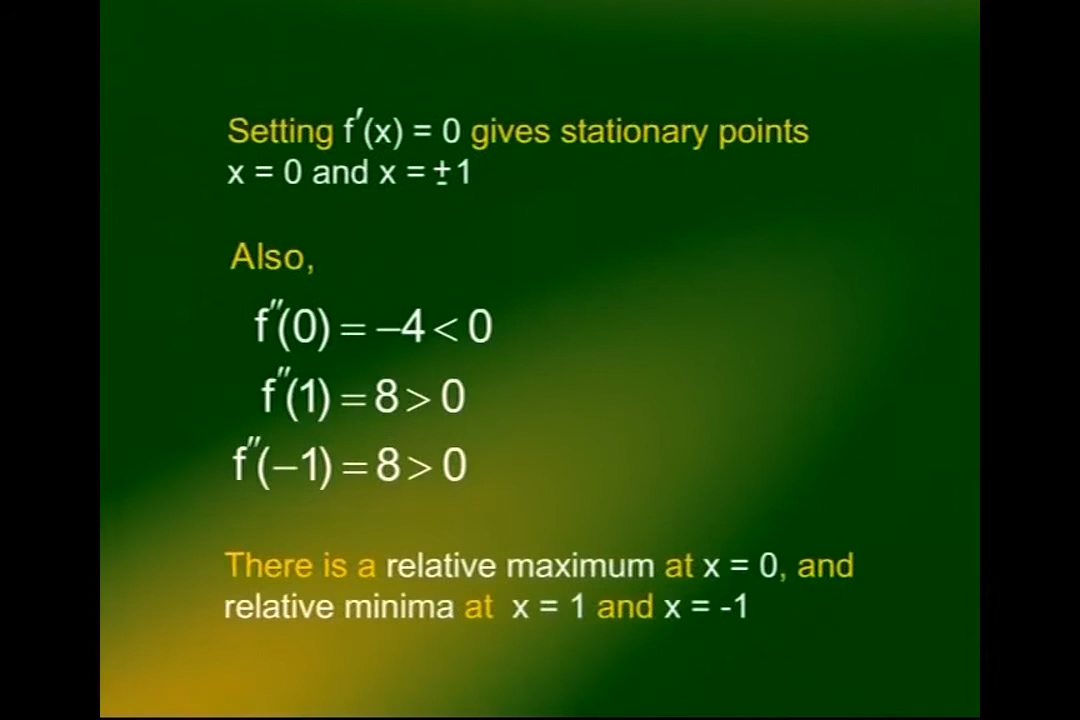 Setting f′(x) = 0 gives stationary points
x = 0 and x = ±1
Also,
f″(0) = −4 < 0
f″(1) = 8 > 0
f″(−1) = 8 > 0
There is a relative maximum at x = 0, and
relative minima at x = 1 and x = -1